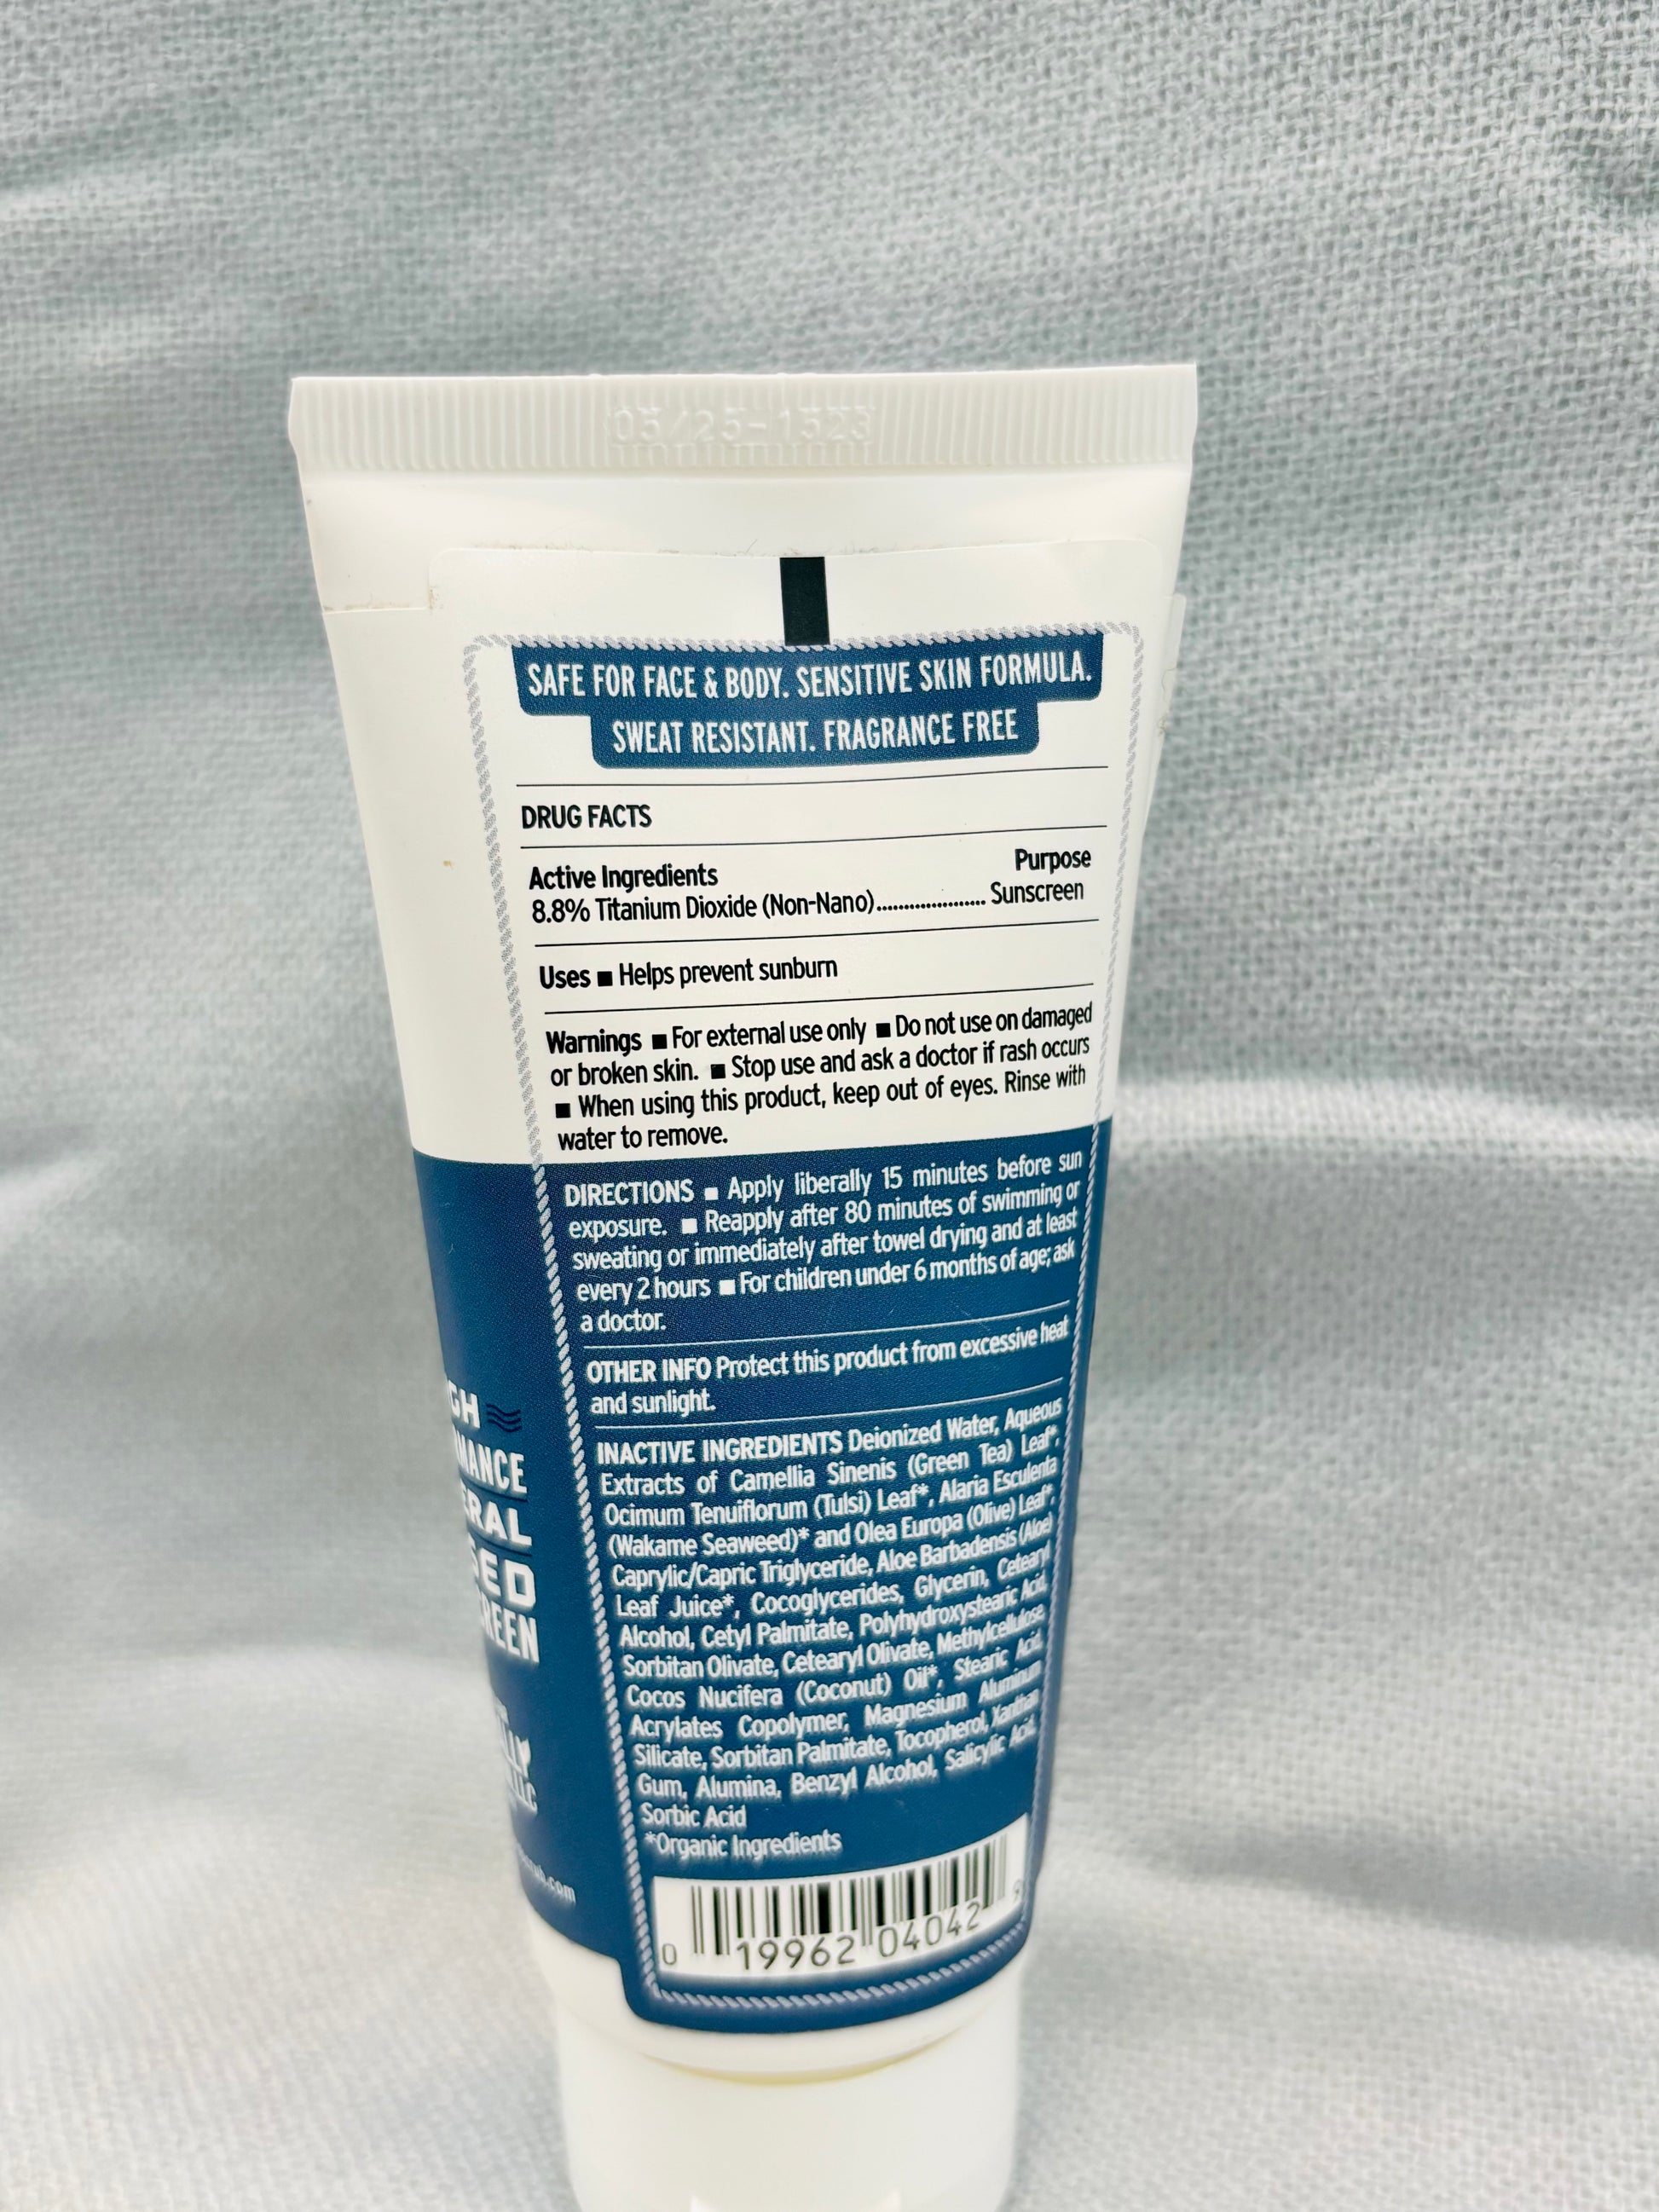 05/25-1523
SAFE FOR FACE & BODY. SENSITIVE SKIN FORMULA.
SWEAT RESISTANT. FRAGRANCE FREE
DRUG FACTS
Active Ingredients Purpose
8.8% Titanium Dioxide (Non-Nano).................... Sunscreen
Uses ■ Helps prevent sunburn
Warnings ■ For external use only ■ Do not use on damaged
or broken skin. ■ Stop use and ask a doctor if rash occurs
■ When using this product, keep out of eyes. Rinse with
water to remove.
DIRECTIONS ■ Apply liberally 15 minutes before sun
exposure. ■ Reapply after 80 minutes of swimming or
sweating or immediately after towel drying and at least
every 2 hours ■ For children under 6 months of age; ask
a doctor.
OTHER INFO Protect this product from excessive heat
and sunlight.
INACTIVE INGREDIENTS Deionized Water, Aqueous
Extracts of Camellia Sinenis (Green Tea) Leaf*,
Ocimum Tenuiflorum (Tulsi) Leaf*, Alaria Esculenta
(Wakame Seaweed)* and Olea Europa (Olive) Leaf*,
Caprylic/Capric Triglyceride, Aloe Barbadensis (Aloe)
Leaf Juice*, Cocoglycerides, Glycerin, Cetearyl
Alcohol, Cetyl Palmitate, Polyhydroxystearic Acid,
Sorbitan Olivate, Cetearyl Olivate, Methylcellulose,
Cocos Nucifera (Coconut) Oil*, Stearic Acid,
Acrylates Copolymer, Magnesium Aluminum
Silicate, Sorbitan Palmitate, Tocopherol, Xanthan
Gum, Alumina, Benzyl Alcohol, Salicylic Acid,
Sorbic Acid
*Organic Ingredients
0 19962 04042 9
GH
MANCE
ERAL
SED
REEN